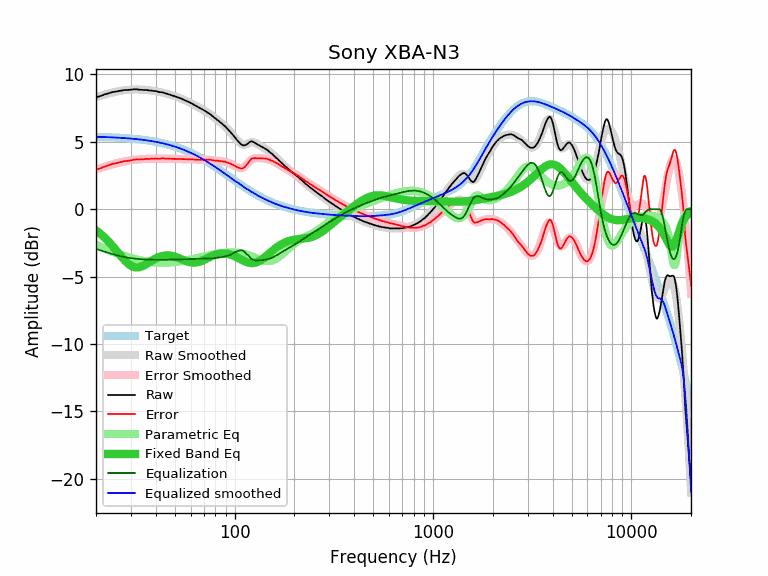 Sony XBA-N3
10
5
0
−5
−10
−15
−20
Amplitude (dBr)
Target
Raw Smoothed
Error Smoothed
Raw
Error
Parametric Eq
Fixed Band Eq
Equalization
Equalized smoothed
100
1000
10000
Frequency (Hz)